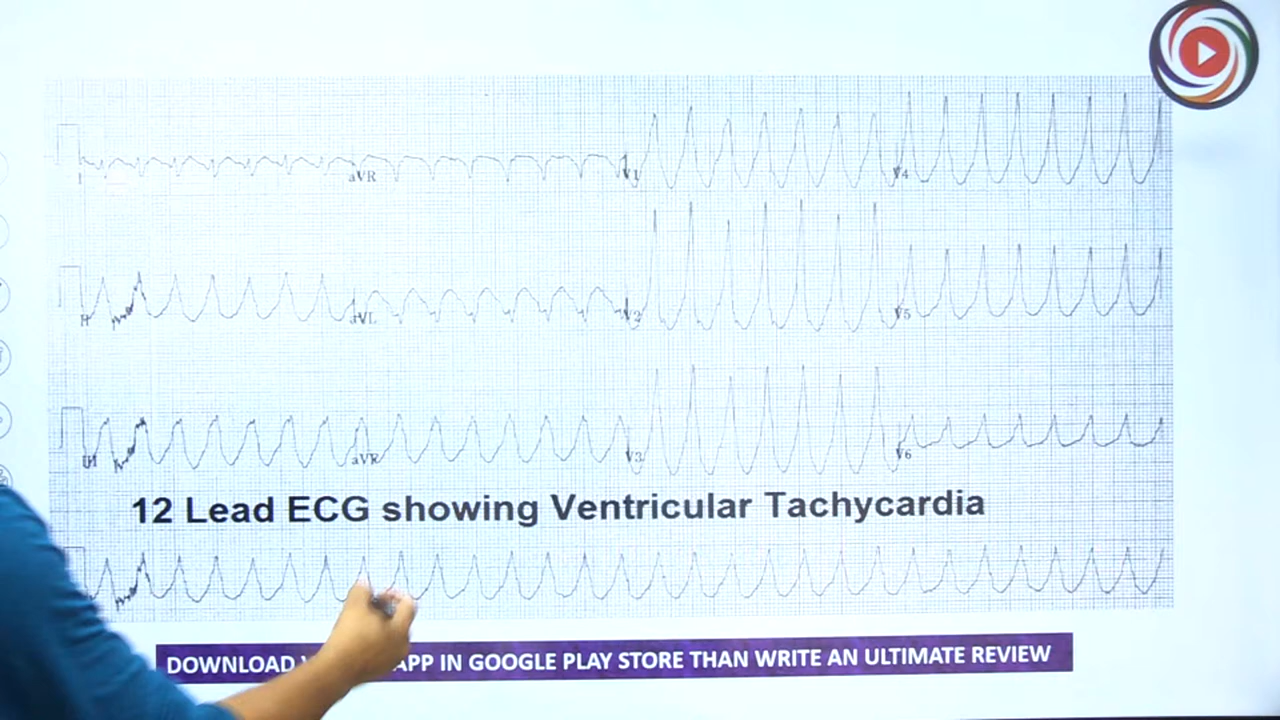 I
aVR
V1
V4
II
aVL
V2
V5
III
aVR
V3
V6
12 Lead ECG showing Ventricular Tachycardia
DOWNLOAD APP IN GOOGLE PLAY STORE THAN WRITE AN ULTIMATE REVIEW